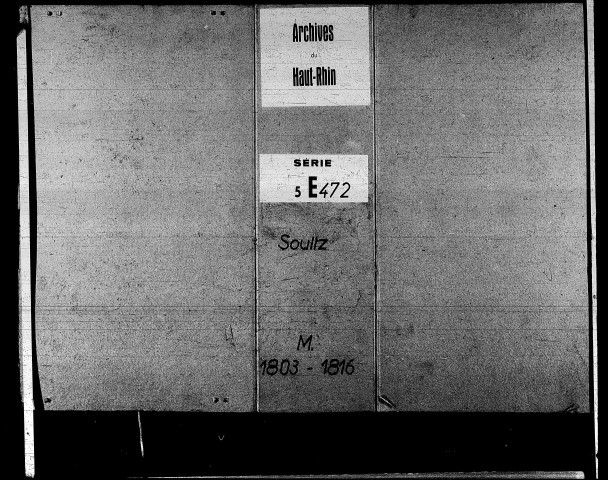 Archives
du
Haut-Rhin
SÉRIE
5 E 472
Soultz
M.
1803 - 1816